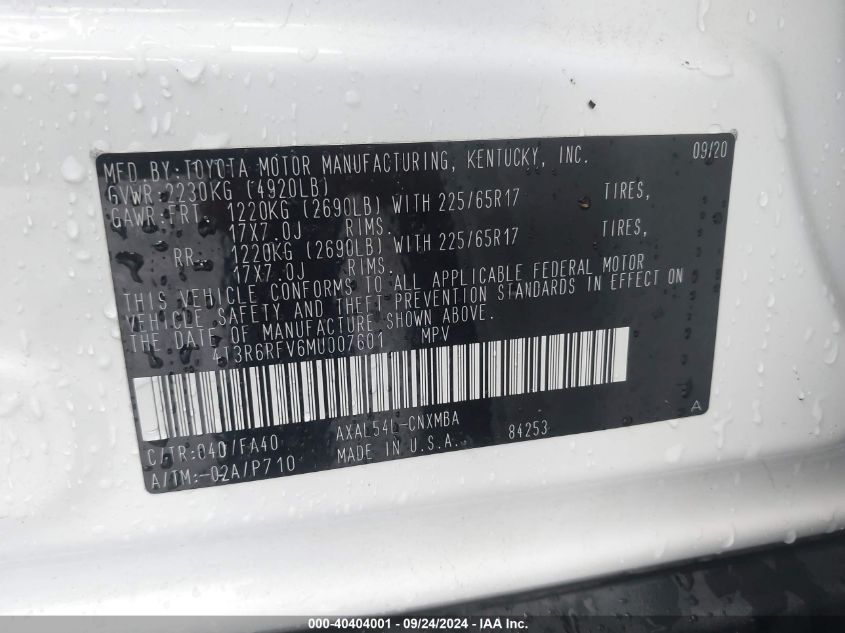 MFD BY:TOYOTA MOTOR MANUFACTURING, KENTUCKY, INC. 09/20
GVWR 2230KG (4920LB)
GAWR:FRT. 1220KG (2690LB) WITH 225/65R17 TIRES,
17X7.0J RIMS.
RR. 1220KG (2690LB) WITH 225/65R17 TIRES,
17X7.0J RIMS.
THIS VEHICLE CONFORMS TO ALL APPLICABLE FEDERAL MOTOR
VEHICLE SAFETY AND THEFT PREVENTION STANDARDS IN EFFECT ON
THE DATE OF MANUFACTURE SHOWN ABOVE.
4T3R6RFV6MU007601 MPV
C/TR:040/FA40 AXAL54L-CNXMBA
A/TM:-02A/P710 MADE IN U.S.A. 84253 A
000-40404001 - 09/24/2024 - IAA Inc.